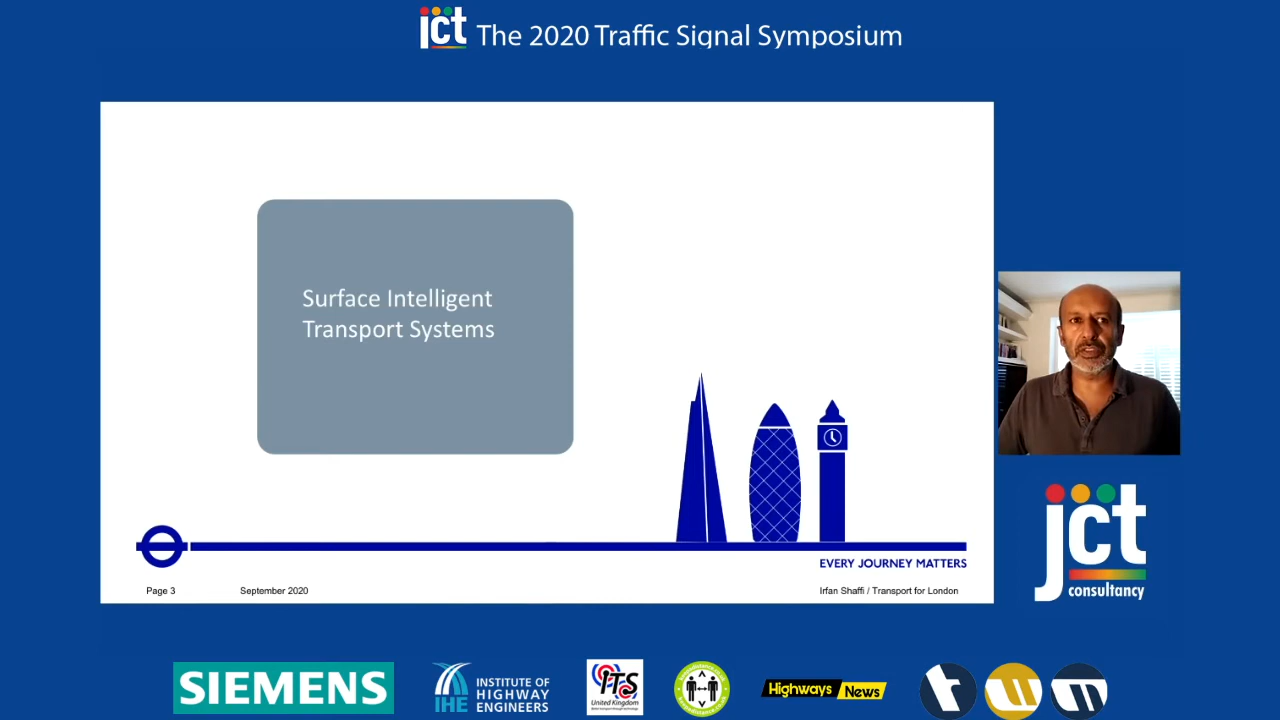 jct The 2020 Traffic Signal Symposium
Surface Intelligent
Transport Systems
EVERY JOURNEY MATTERS
Page 3
September 2020
Irfan Shaffi / Transport for London
jct
consultancy
SIEMENS
IHE
INSTITUTE OF
HIGHWAY
ENGINEERS
ITS
United Kingdom
Highways News